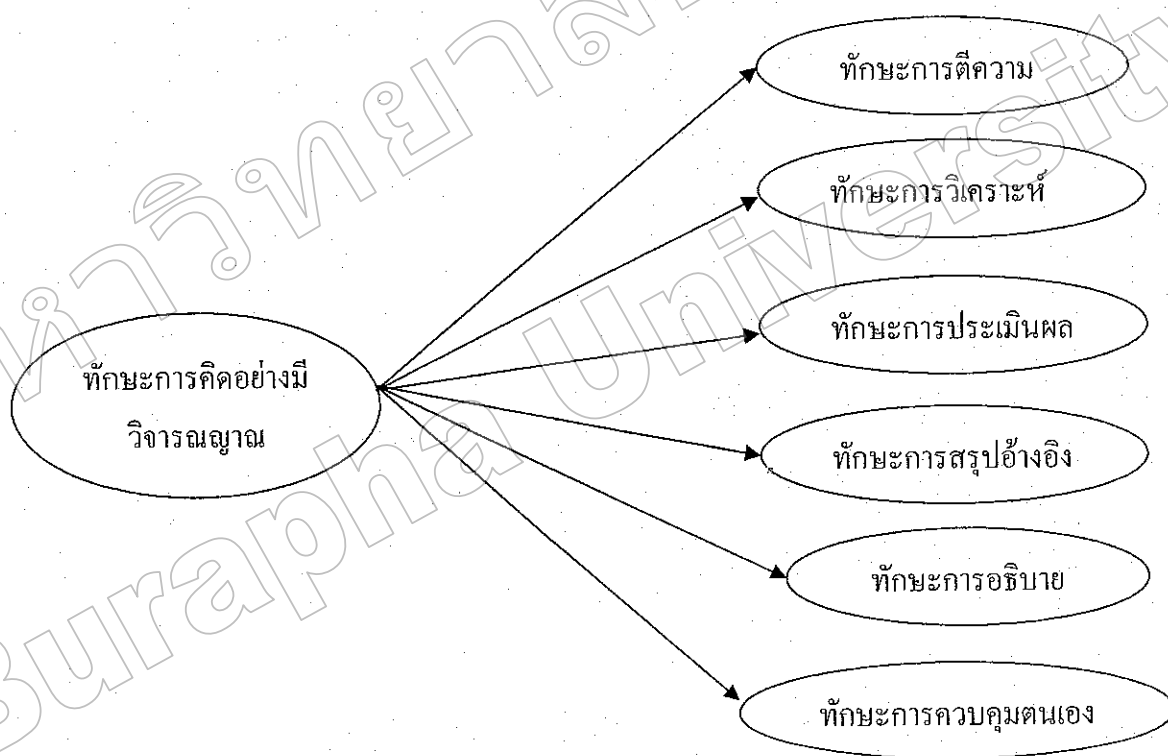 ทักษะการตีความ
ทักษะการวิเคราะห์
ทักษะการประเมินผล
ทักษะการคิดอย่างมี
วิจารณญาณ
ทักษะการสรุปอ้างอิง
ทักษะการอธิบาย
ทักษะการควบคุมตนเอง
Burapha University